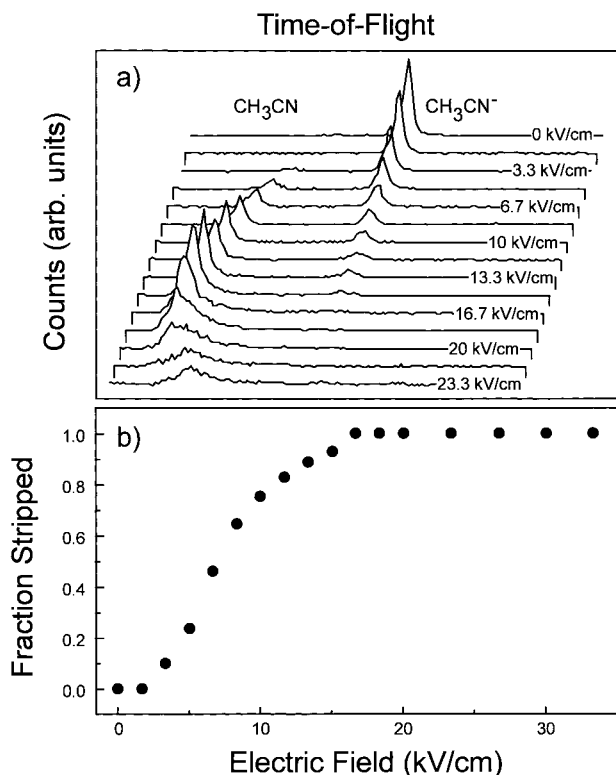 Time-of-Flight
a)
CH₃CN
CH₃CN⁻
0 kV/cm
3.3 kV/cm
6.7 kV/cm
10 kV/cm
13.3 kV/cm
16.7 kV/cm
20 kV/cm
23.3 kV/cm
Counts (arb. units)
b)
1.0
0.8
0.6
0.4
0.2
0.0
Fraction Stripped
0 10 20 30
Electric Field (kV/cm)